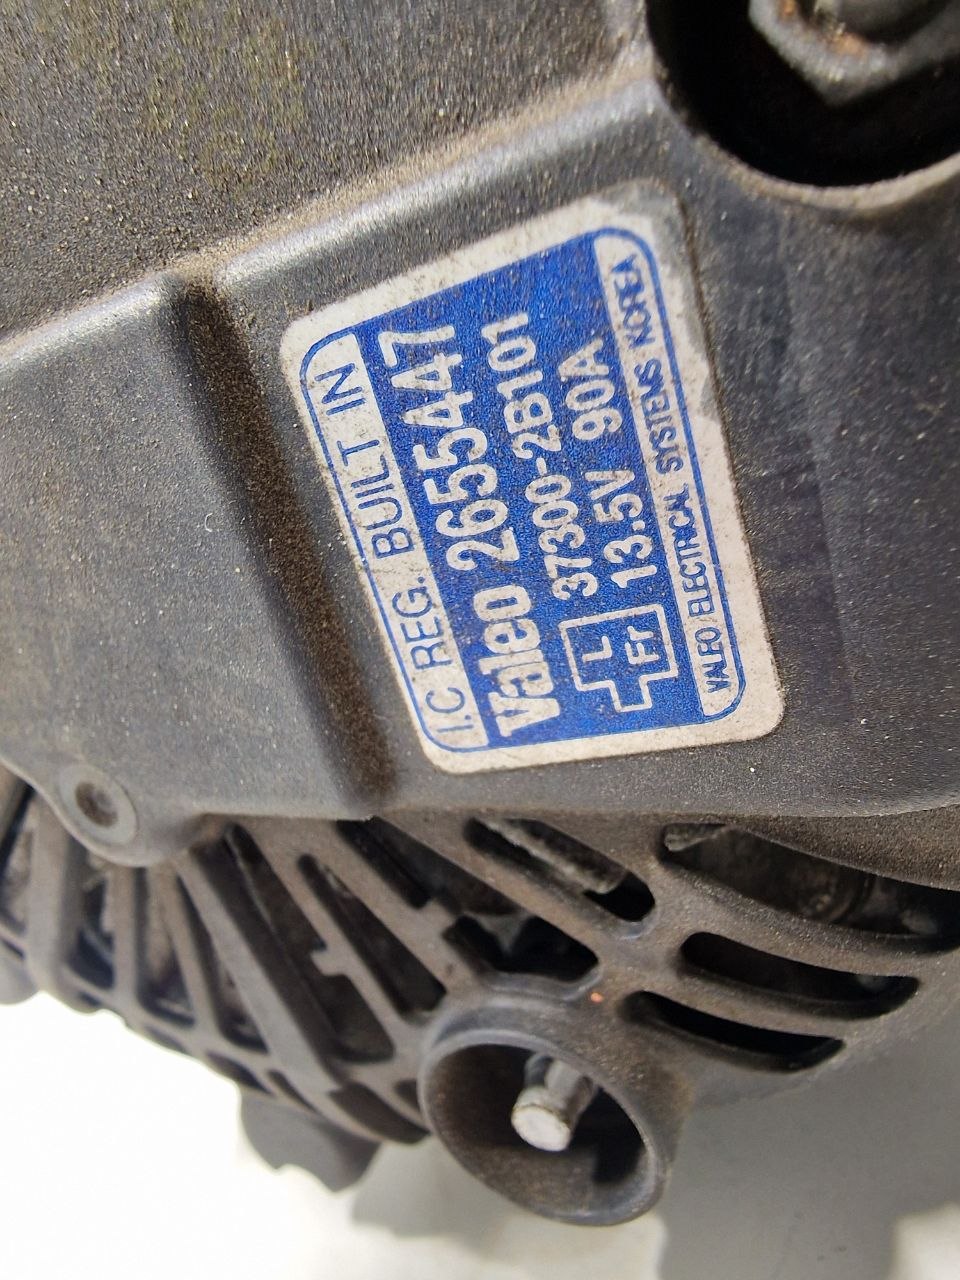 I.C REG. BUILT IN
Valeo 2655447
37300-2B101
L
Fr
13.5V 90A
VALEO ELECTRICAL SYSTEMS KOREA